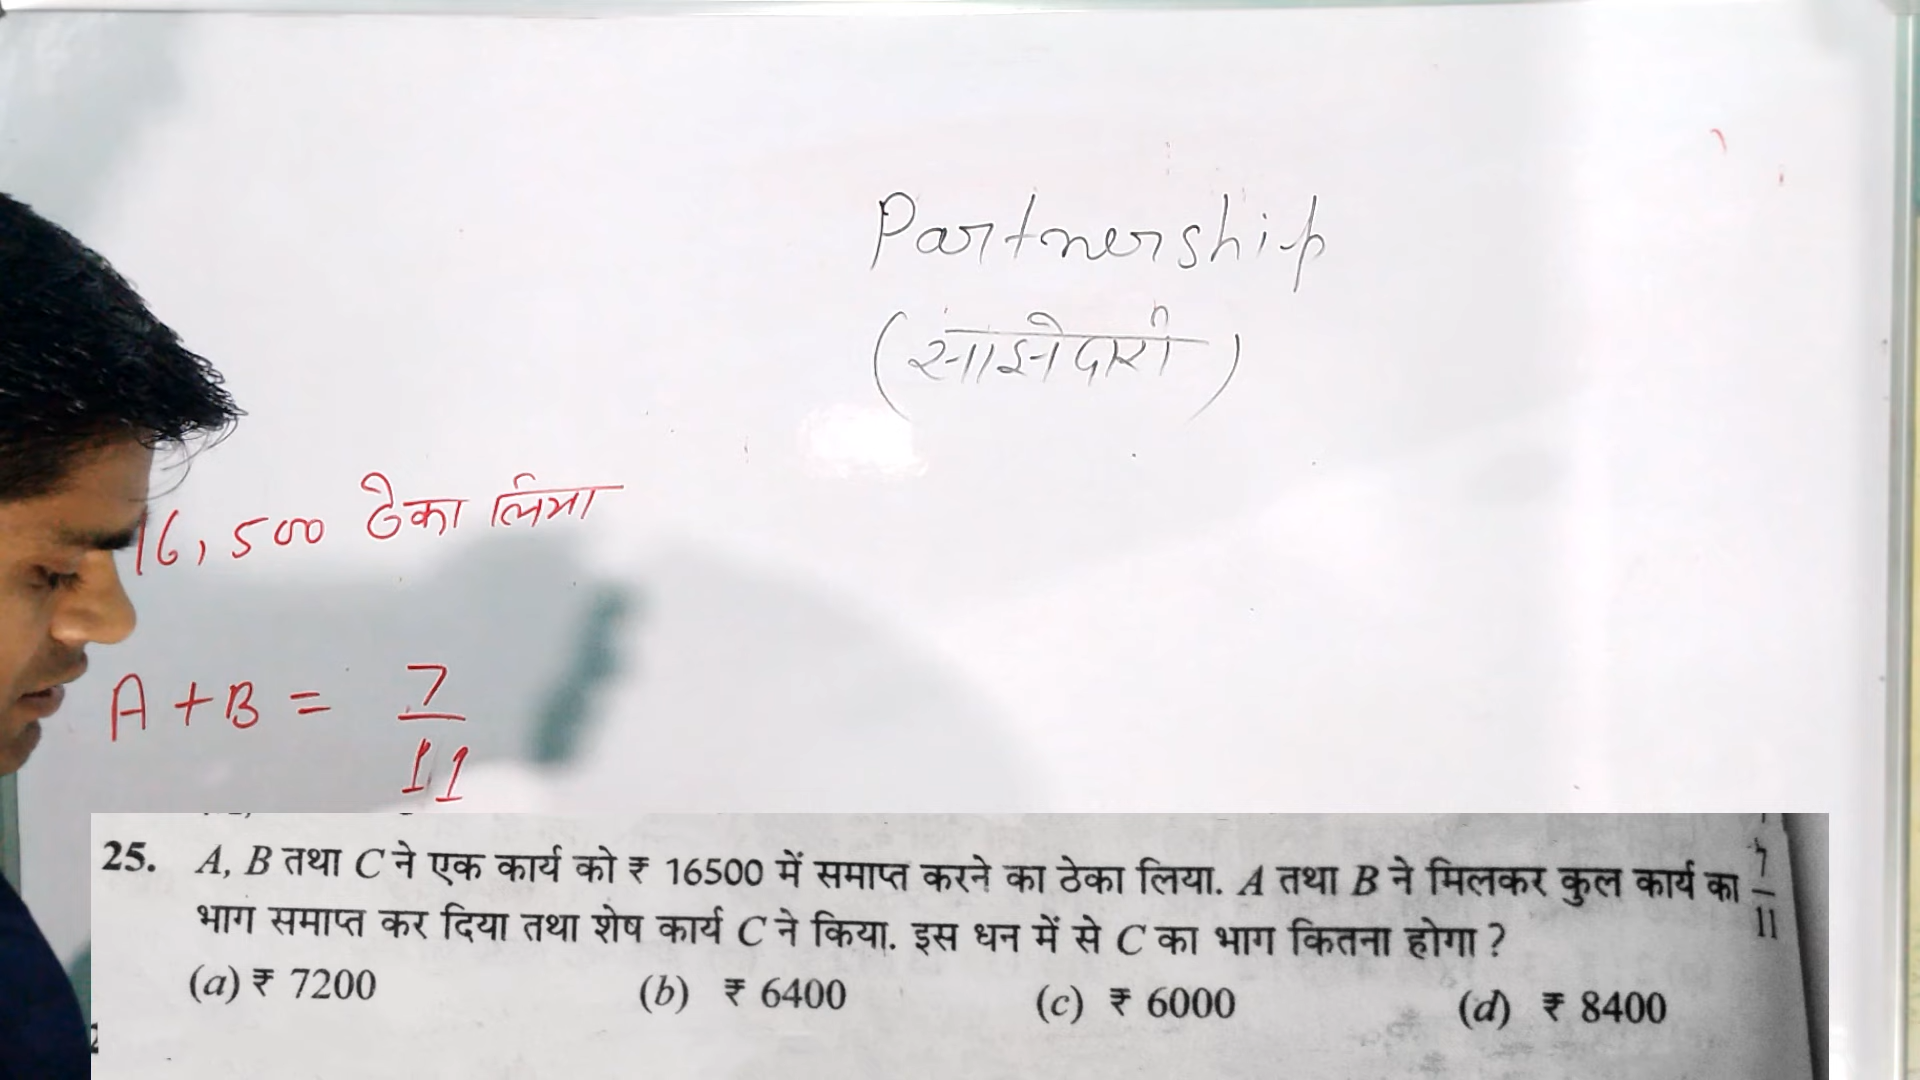 Partnership
(साझेदारी)
16,500 ठेका लिया
A + B = 7/11
25. A, B तथा C ने एक कार्य को ₹ 16500 में समाप्त करने का ठेका लिया. A तथा B ने मिलकर कुल कार्य का 7/11
भाग समाप्त कर दिया तथा शेष कार्य C ने किया. इस धन में से C का भाग कितना होगा ?
(a) ₹ 7200 (b) ₹ 6400 (c) ₹ 6000 (d) ₹ 8400